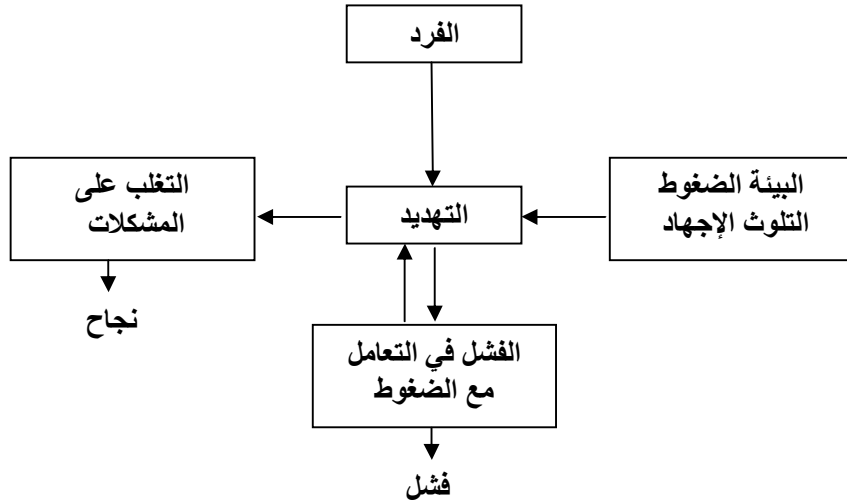 الفرد
البيئة الضغوط
التلوث الإجهاد
التهديد
التغلب على
المشكلات
نجاح
الفشل في التعامل
مع الضغوط
فشل